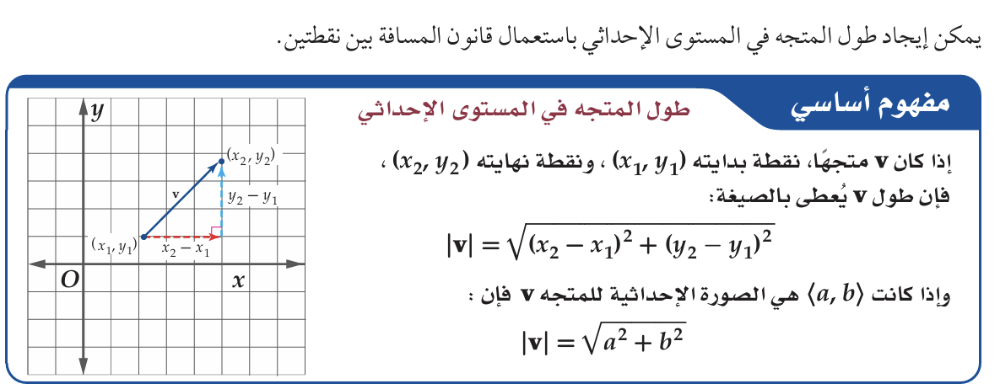 يمكن إيجاد طول المتجه في المستوى الإحداثي باستعمال قانون المسافة بين نقطتين.
مفهوم أساسي
طول المتجه في المستوى الإحداثي
إذا كان v متجهًا، نقطة بدايته (x₁, y₁) ، ونقطة نهايته (x₂, y₂) ،
فإن طول v يُعطى بالصيغة:
|v| = √((x₂ − x₁)² + (y₂ − y₁)²)
وإذا كانت ⟨a, b⟩ هي الصورة الإحداثية للمتجه v فإن :
|v| = √(a² + b²)
y
(x₂, y₂)
v
y₂ − y₁
(x₁, y₁)
x₂ − x₁
O
x